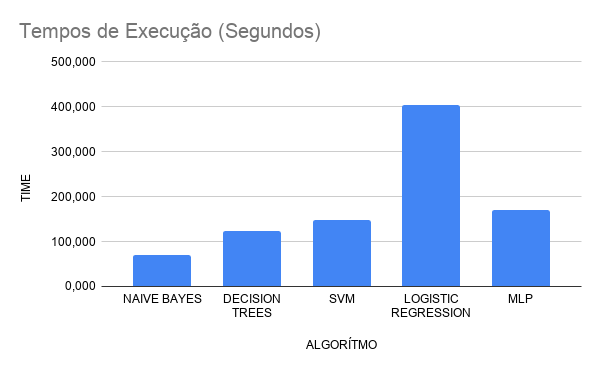 Tempos de Execução (Segundos)
500,000
400,000
300,000
200,000
100,000
0,000
TIME
NAIVE BAYES
DECISION
TREES
SVM
LOGISTIC
REGRESSION
MLP
ALGORÍTMO